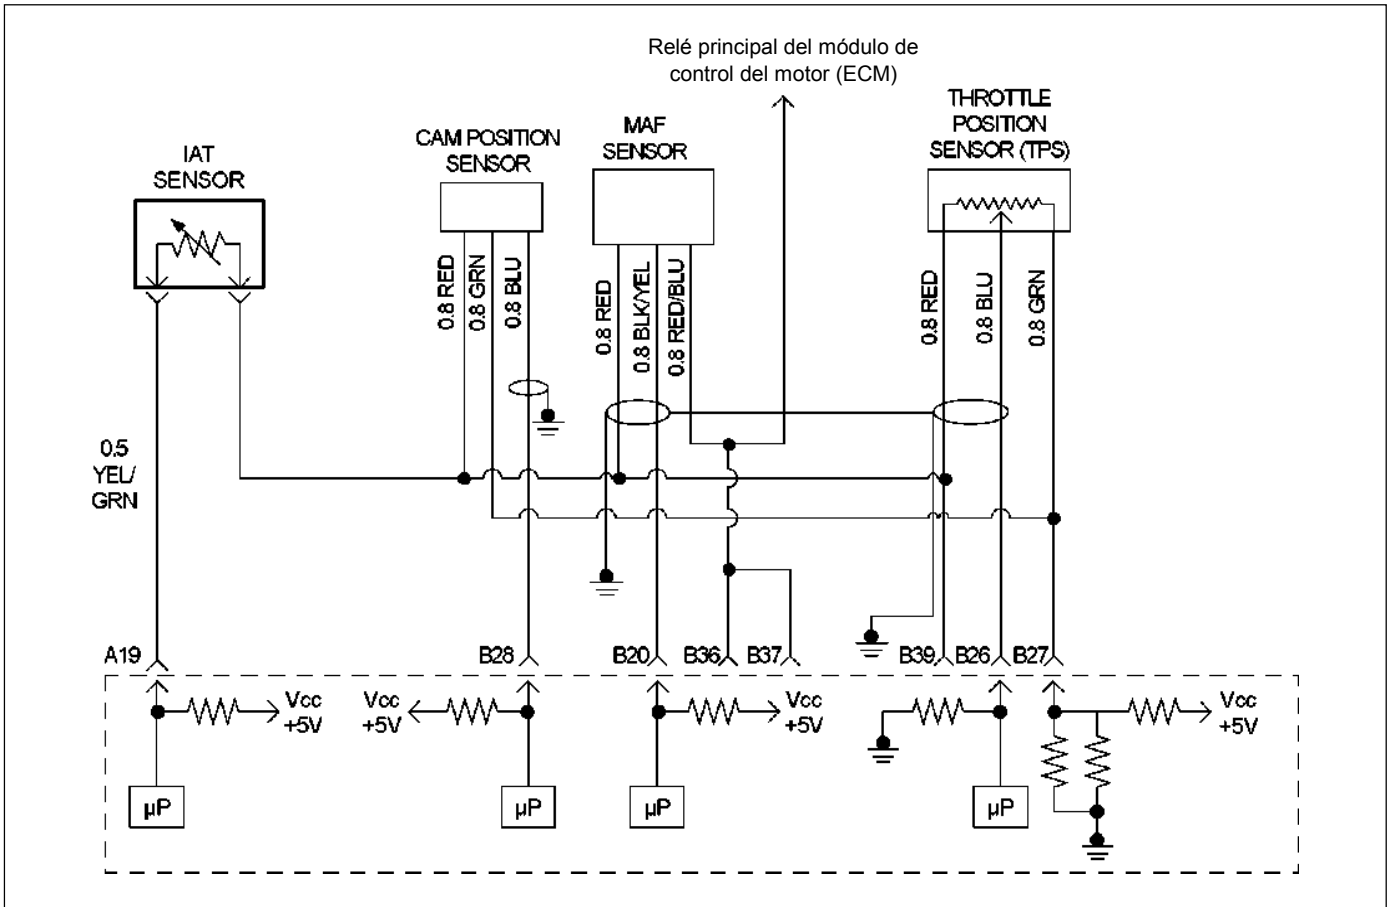 Relé principal del módulo de
control del motor (ECM)
THROTTLE
POSITION
SENSOR (TPS)
MAF
SENSOR
CAM POSITION
SENSOR
IAT
SENSOR
0.8 RED
0.8 GRN
0.8 BLU
0.8 RED
0.8 BLK/YEL
0.8 RED/BLU
0.8 RED
0.8 BLU
0.8 GRN
0.5
YEL/
GRN
A19
B28
B20
B36
B37
B39
B26
B27
Vcc
+5V
Vcc
+5V
Vcc
+5V
Vcc
+5V
µP
µP
µP
µP